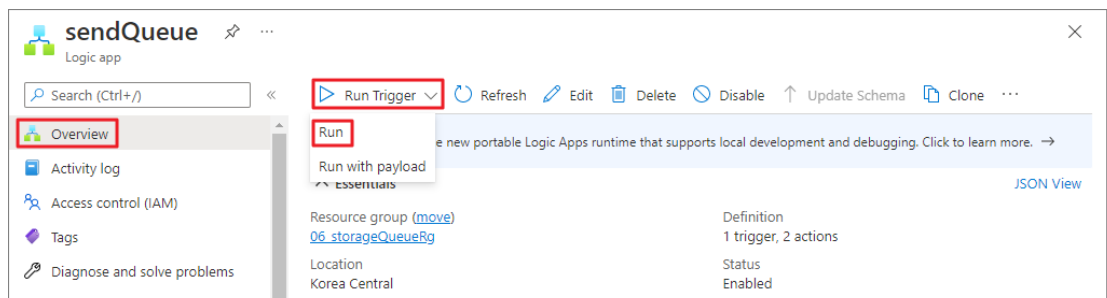 sendQueue
Logic app
Search (Ctrl+/)
«
Run Trigger
Refresh
Edit
Delete
Disable
Update Schema
Clone
...
Overview
Activity log
Access control (IAM)
Tags
Diagnose and solve problems
Run
Run with payload
e new portable Logic Apps runtime that supports local development and debugging. Click to learn more. →
Essentials
JSON View
Resource group (move)
06_storageQueueRg
Location
Korea Central
Definition
1 trigger, 2 actions
Status
Enabled